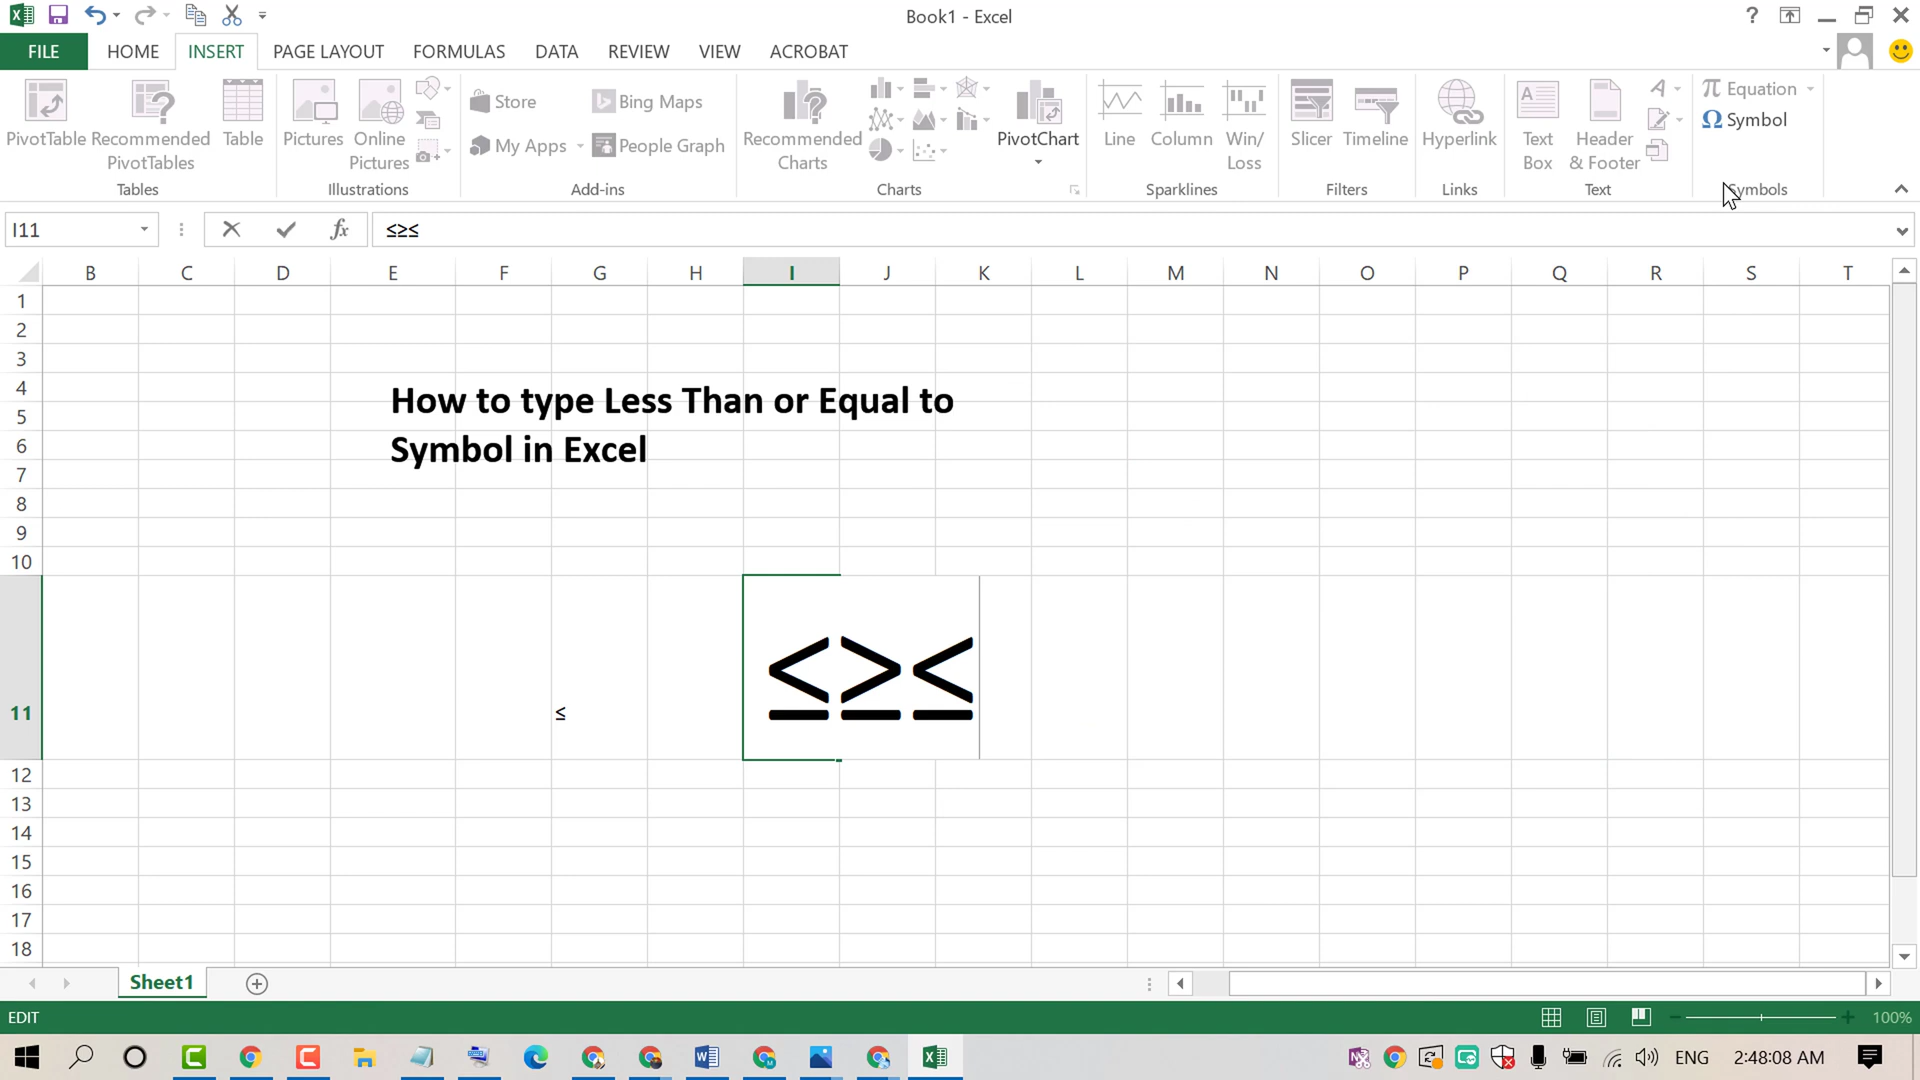 Book1 - Excel
?
FILE HOME INSERT PAGE LAYOUT FORMULAS DATA REVIEW VIEW ACROBAT
PivotTable Recommended PivotTables Table
Tables
Pictures Online Pictures
Illustrations
Store Bing Maps
My Apps People Graph
Add-ins
Recommended Charts
PivotChart
Charts
Line Column Win/Loss
Sparklines
Slicer Timeline
Filters
Hyperlink
Links
Text Box Header & Footer
Text
π Equation
Ω Symbol
Symbols
I11 fx ≤≥≤
B C D E F G H I J K L M N O P Q R S T
1
2
3
4
5
6
7
8
9
10
11
12
13
14
15
16
17
18
How to type Less Than or Equal to
Symbol in Excel
≤
≤≥≤
Sheet1
EDIT 100%
ENG 2:48:08 AM